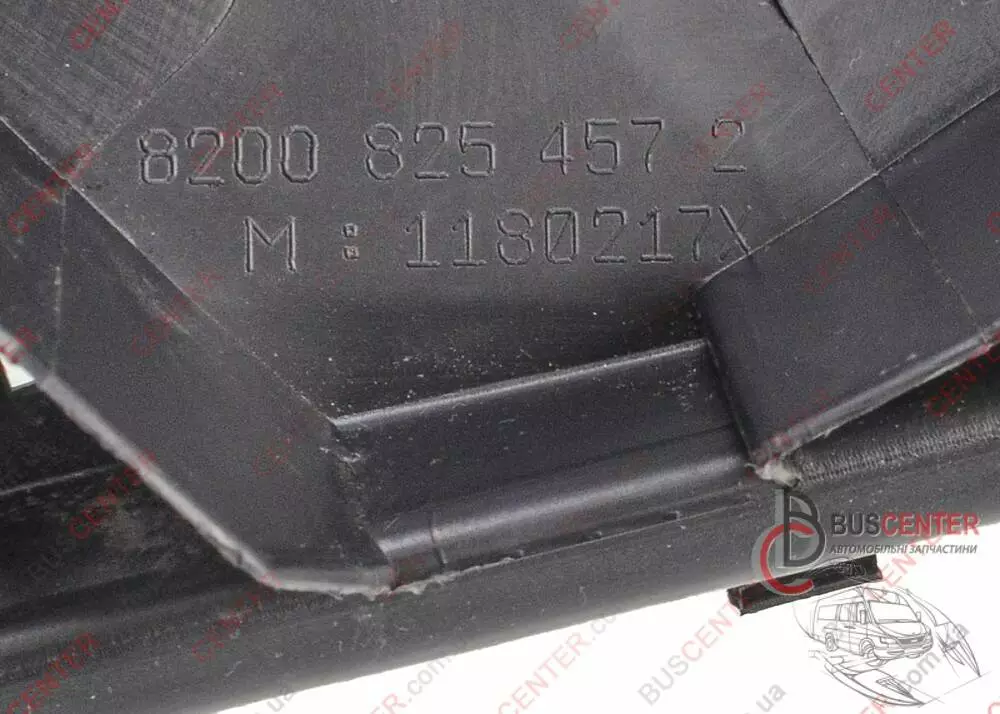 8200 825 457 2
M : 1180217X
BUSCENTER
АВТОМОБІЛЬНІ ЗАПЧАСТИНИ